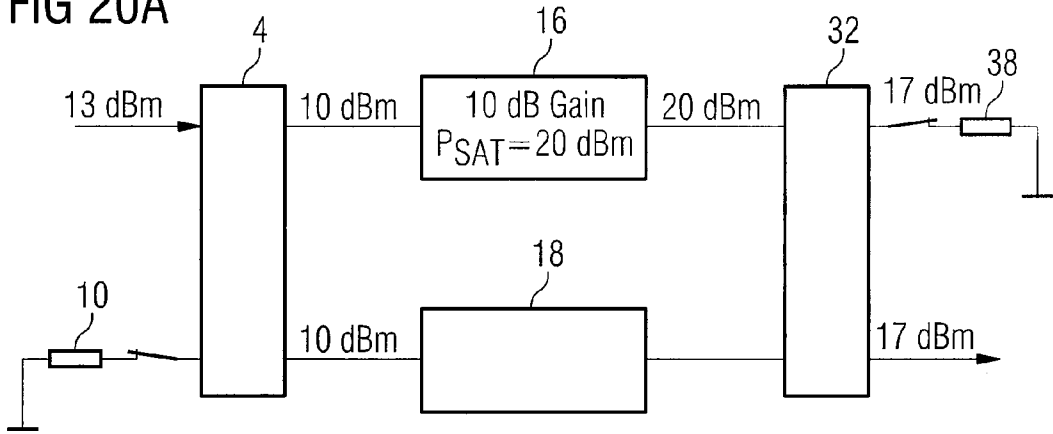 FIG 20A
4
16
32
38
13 dBm
10 dBm
10 dB Gain
P_SAT = 20 dBm
20 dBm
17 dBm
18
10
10 dBm
17 dBm